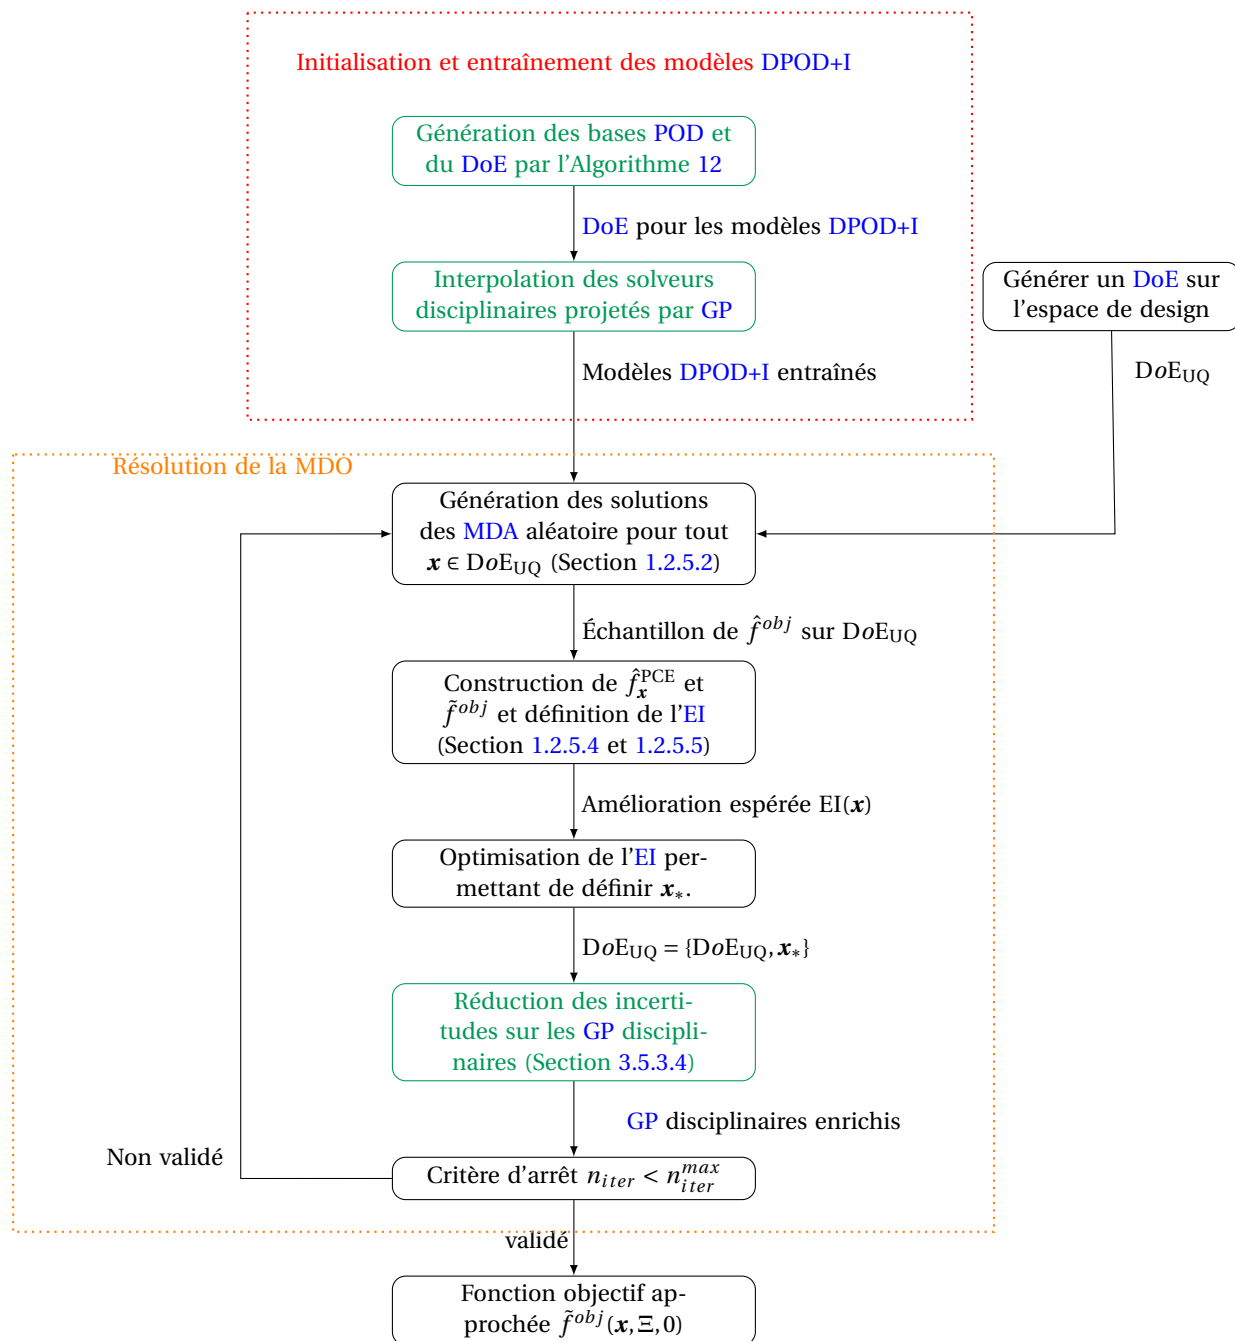 Initialisation et entraînement des modèles DPOD+I
Génération des bases POD et
du DoE par l'Algorithme 12
DoE pour les modèles DPOD+I
Interpolation des solveurs
disciplinaires projetés par GP
Générer un DoE sur
l'espace de design
Modèles DPOD+I entraînés
DoE_UQ
Résolution de la MDO
Génération des solutions
des MDA aléatoire pour tout
x ∈ DoE_UQ (Section 1.2.5.2)
Échantillon de f̂^{obj} sur DoE_UQ
Construction de f̂_x^{PCE} et
f̃^{obj} et définition de l'EI
(Section 1.2.5.4 et 1.2.5.5)
Amélioration espérée EI(x)
Optimisation de l'EI per-
mettant de définir x_*.
DoE_UQ = {DoE_UQ, x_*}
Réduction des incerti-
tudes sur les GP discipli-
naires (Section 3.5.3.4)
GP disciplinaires enrichis
Non validé
Critère d'arrêt n_{iter} < n_{iter}^{max}
validé
Fonction objectif ap-
prochée f̃^{obj}(x, Ξ, 0)